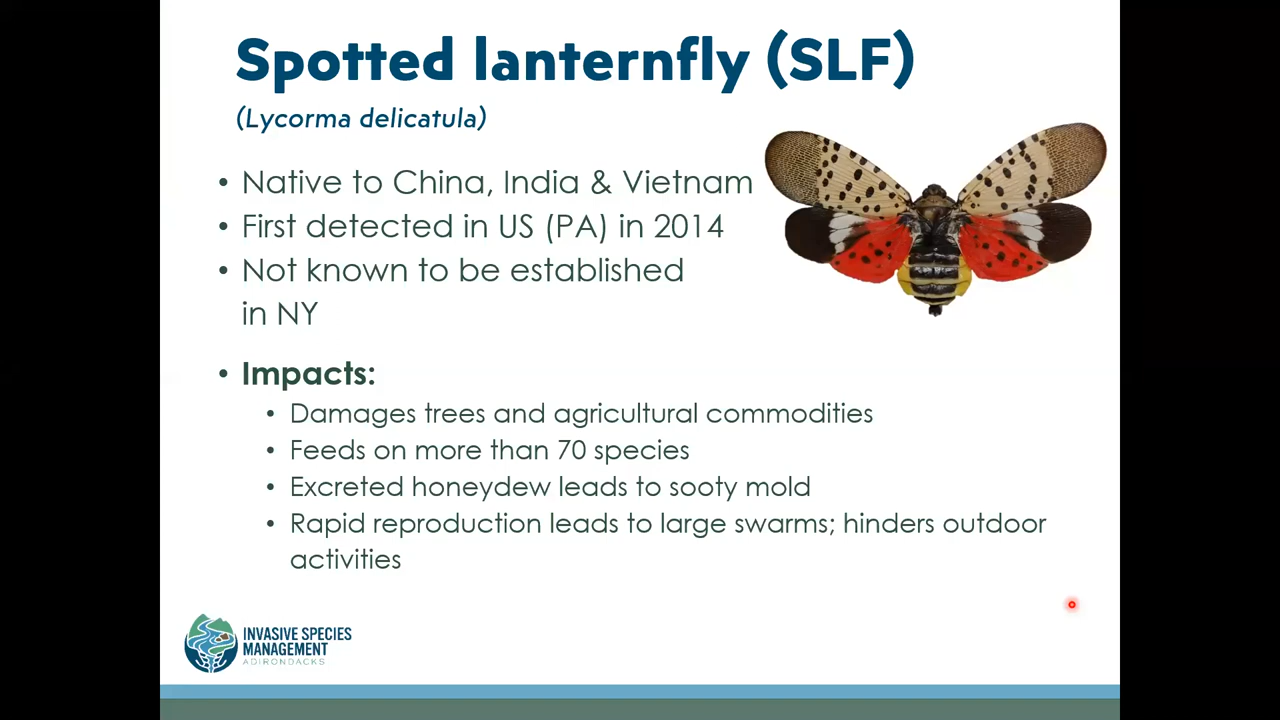 Spotted lanternfly (SLF)
(Lycorma delicatula)
• Native to China, India & Vietnam
• First detected in US (PA) in 2014
• Not known to be established
in NY
• Impacts:
• Damages trees and agricultural commodities
• Feeds on more than 70 species
• Excreted honeydew leads to sooty mold
• Rapid reproduction leads to large swarms; hinders outdoor
activities
INVASIVE SPECIES
MANAGEMENT
ADIRONDACKS